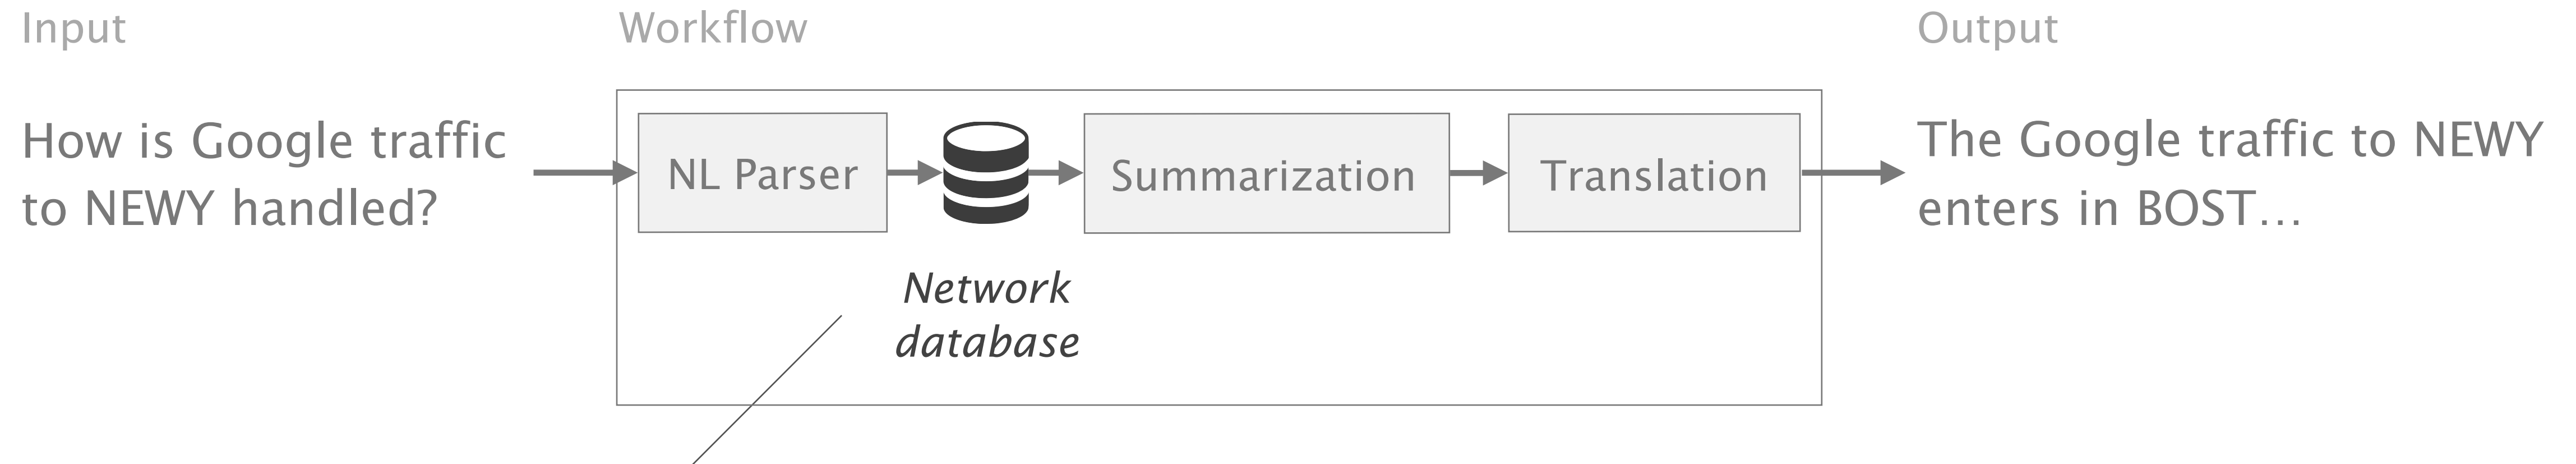 Input
Workflow
Output
How is Google traffic
to NEWY handled?
NL Parser
Network
database
Summarization
Translation
The Google traffic to NEWY
enters in BOST…